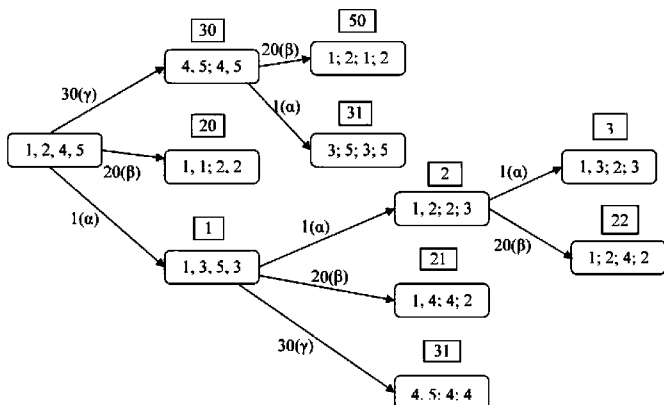 30
4, 5; 4, 5
50
1; 2; 1; 2
20(β)
30(γ)
1(α)
31
3; 5; 3; 5
20
1, 1; 2, 2
1, 2, 4, 5
20(β)
1(α)
1
1, 3, 5, 3
1(α)
2
1, 2; 2; 3
1(α)
3
1, 3; 2; 3
20(β)
22
1; 2; 4; 2
20(β)
21
1, 4; 4; 2
30(γ)
31
4, 5; 4; 4